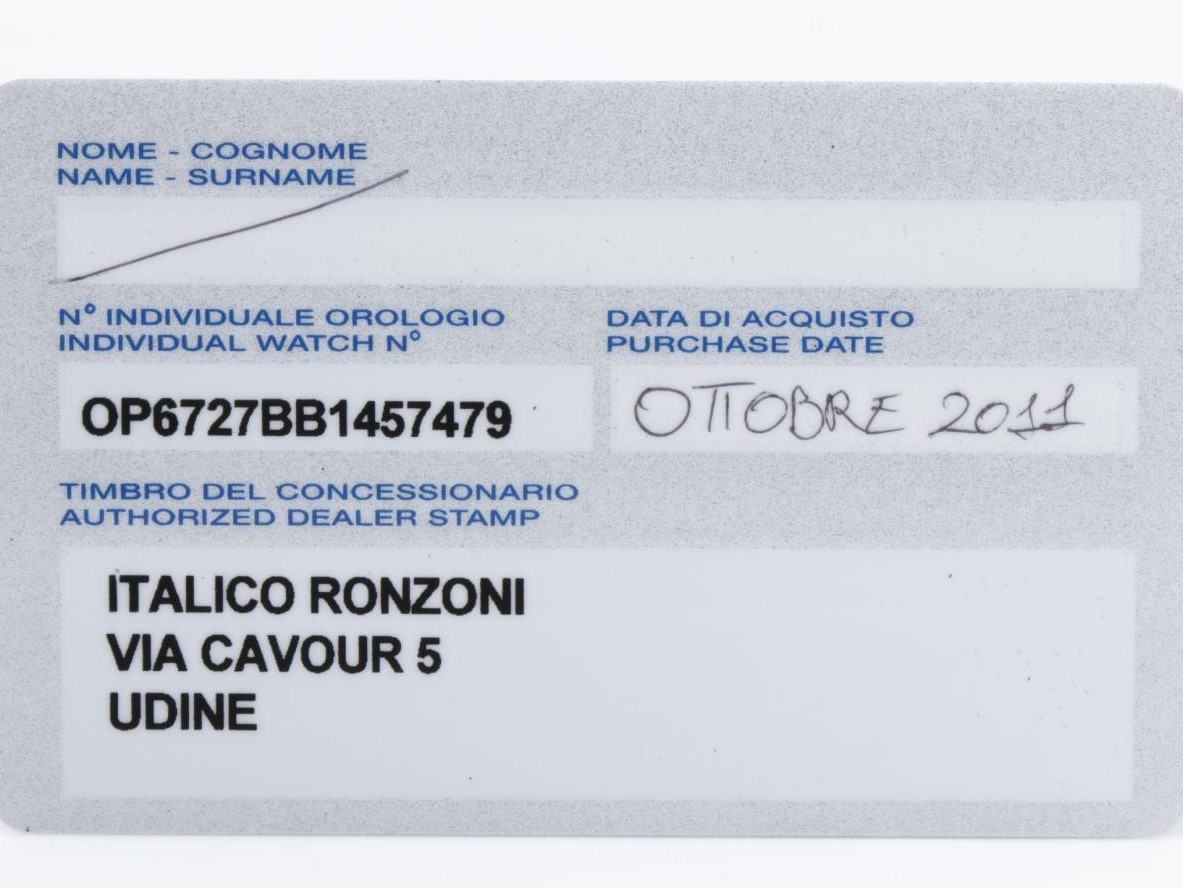 NOME - COGNOME
NAME - SURNAME
N° INDIVIDUALE OROLOGIO
INDIVIDUAL WATCH N°
DATA DI ACQUISTO
PURCHASE DATE
OP6727BB1457479
OTTOBRE 2011
TIMBRO DEL CONCESSIONARIO
AUTHORIZED DEALER STAMP
ITALICO RONZONI
VIA CAVOUR 5
UDINE